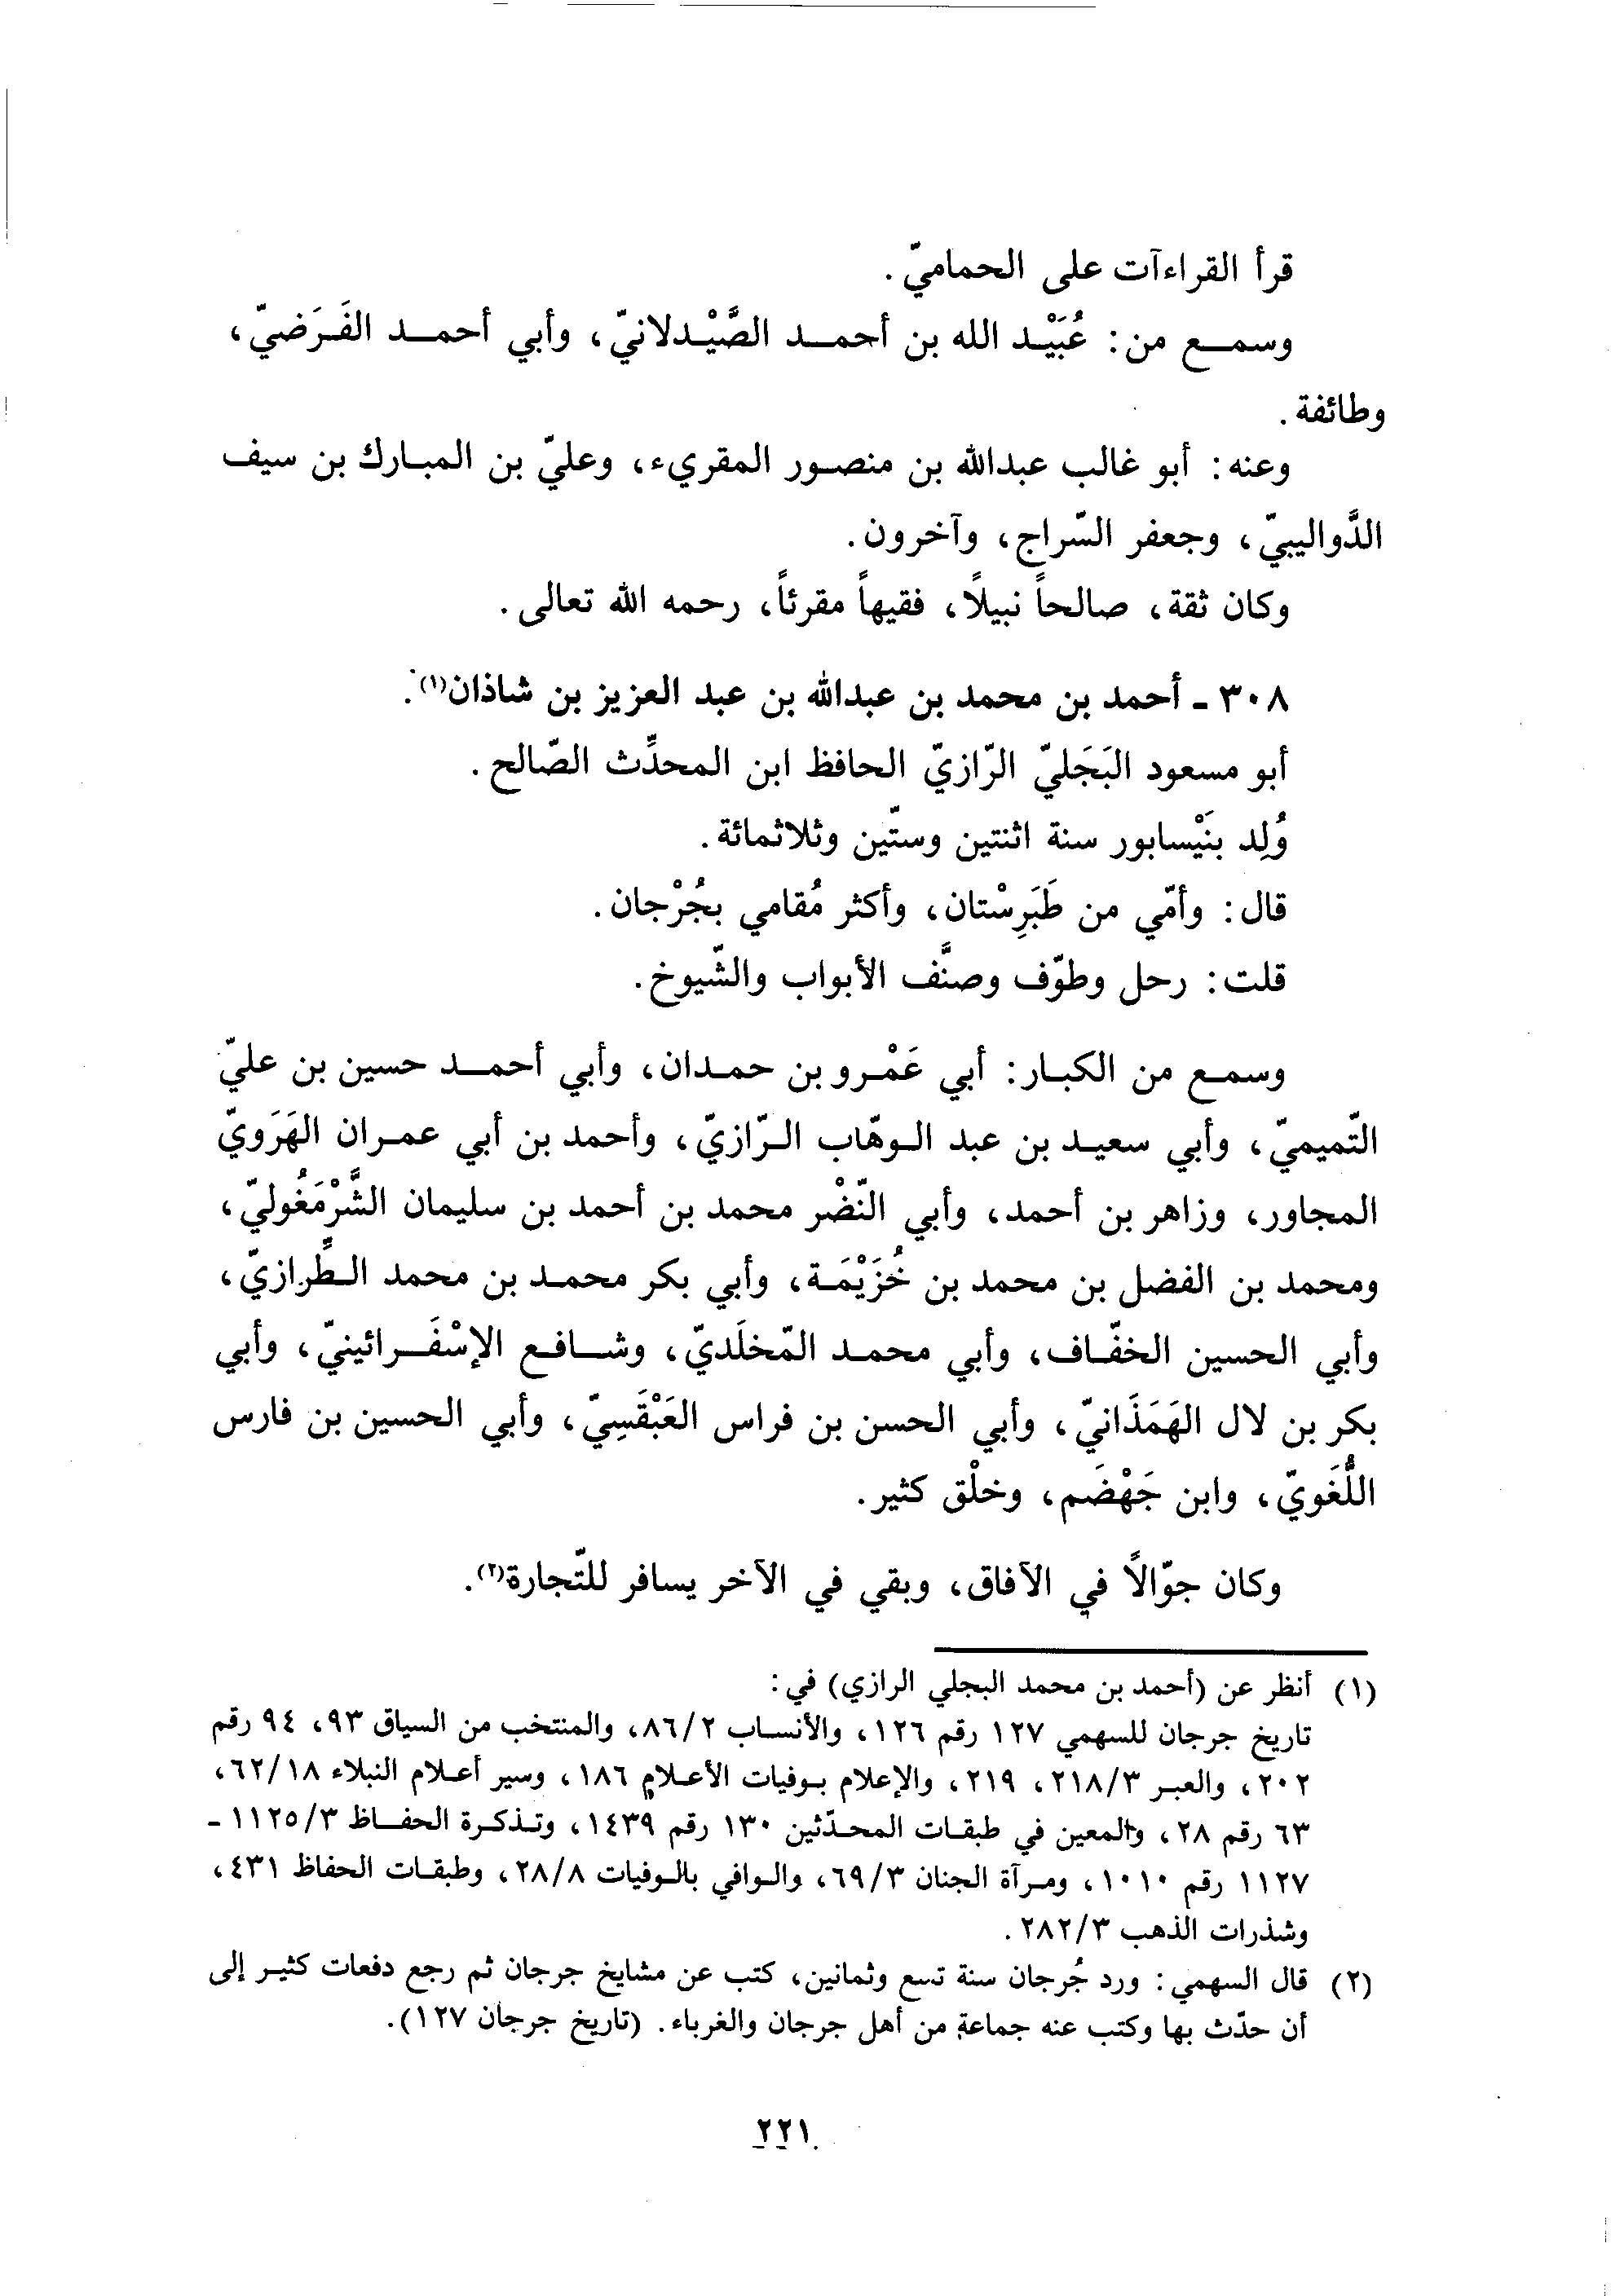 قرأ القراءآت على الحماميّ.
وسمع من: عُبَيْد الله بن أحمد الصَّيْدلانيّ، وأبي أحمد الفَرَضيّ،
وطائفة.
وعنه: أبو غالب عبدالله بن منصور المقريء، وعليّ بن المبارك بن سيف
الدَّواليبيّ، وجعفر السّراج، وآخرون.
وكان ثقة، صالحاً نبيلاً، فقيهاً مقرئاً، رحمه الله تعالى.
٣٠٨ ـ أحمد بن محمد بن عبدالله بن عبد العزيز بن شاذان(١).
أبو مسعود البَجَليّ الرّازيّ الحافظ ابن المحدِّث الصّالح.
وُلِد بنَيْسابور سنة اثنتين وستّين وثلاثمائة.
قال: وأمّي من طَبَرِسْتان، وأكثر مُقامي بجُرْجان.
قلت: رحل وطوّف وصنَّف الأبواب والشّيوخ.
وسمع من الكبار: أبي عَمْرو بن حمدان، وأبي أحمد حسين بن عليّ
التّميميّ، وأبي سعيد بن عبد الوهّاب الرّازيّ، وأحمد بن أبي عمران الهَرَويّ
المجاور، وزاهر بن أحمد، وأبي النّضْر محمد بن أحمد بن سليمان الشَّرْمَغُوليّ،
ومحمد بن الفضل بن محمد بن خُزَيْمَة، وأبي بكر محمد بن محمد الطِّرازيّ،
وأبي الحسين الخفّاف، وأبي محمد المّخلَديّ، وشافع الإسْفَرائينيّ، وأبي
بكر بن لال الهَمَذَانيّ، وأبي الحسن بن فراس العَبْقَسِيّ، وأبي الحسين بن فارس
اللُّغَويّ، وابن جَهْضَم، وخلْق كثير.
وكان جوّالاً في الآفاق، وبقي في الآخر يسافر للتّجارة(٢).
(١) أنظر عن (أحمد بن محمد البجلي الرازي) في:
تاريخ جرجان للسهمي ١٢٧ رقم ١٢٦، والأنساب ٨٦/٢، والمنتخب من السياق ٩٣، ٩٤ رقم
٢٠٢، والعبر ٢١٨/٣، ٢١٩، والإعلام بوفيات الأعلام ١٨٦، وسير أعلام النبلاء ٦٢/١٨،
٦٣ رقم ٢٨، والمعين في طبقات المحدّثين ١٣٠ رقم ١٤٣٩، وتذكرة الحفاظ ١١٢٥/٣ ـ
١١٢٧ رقم ١٠١٠، ومرآة الجنان ٦٩/٣، والوافي بالوفيات ٢٨/٨، وطبقات الحفاظ ٤٣١،
وشذرات الذهب ٢٨٢/٣.
(٢) قال السهمي: ورد جُرجان سنة تسع وثمانين، كتب عن مشايخ جرجان ثم رجع دفعات كثير إلى
أن حدّث بها وكتب عنه جماعة من أهل جرجان والغرباء. (تاريخ جرجان ١٢٧).
٢٢١